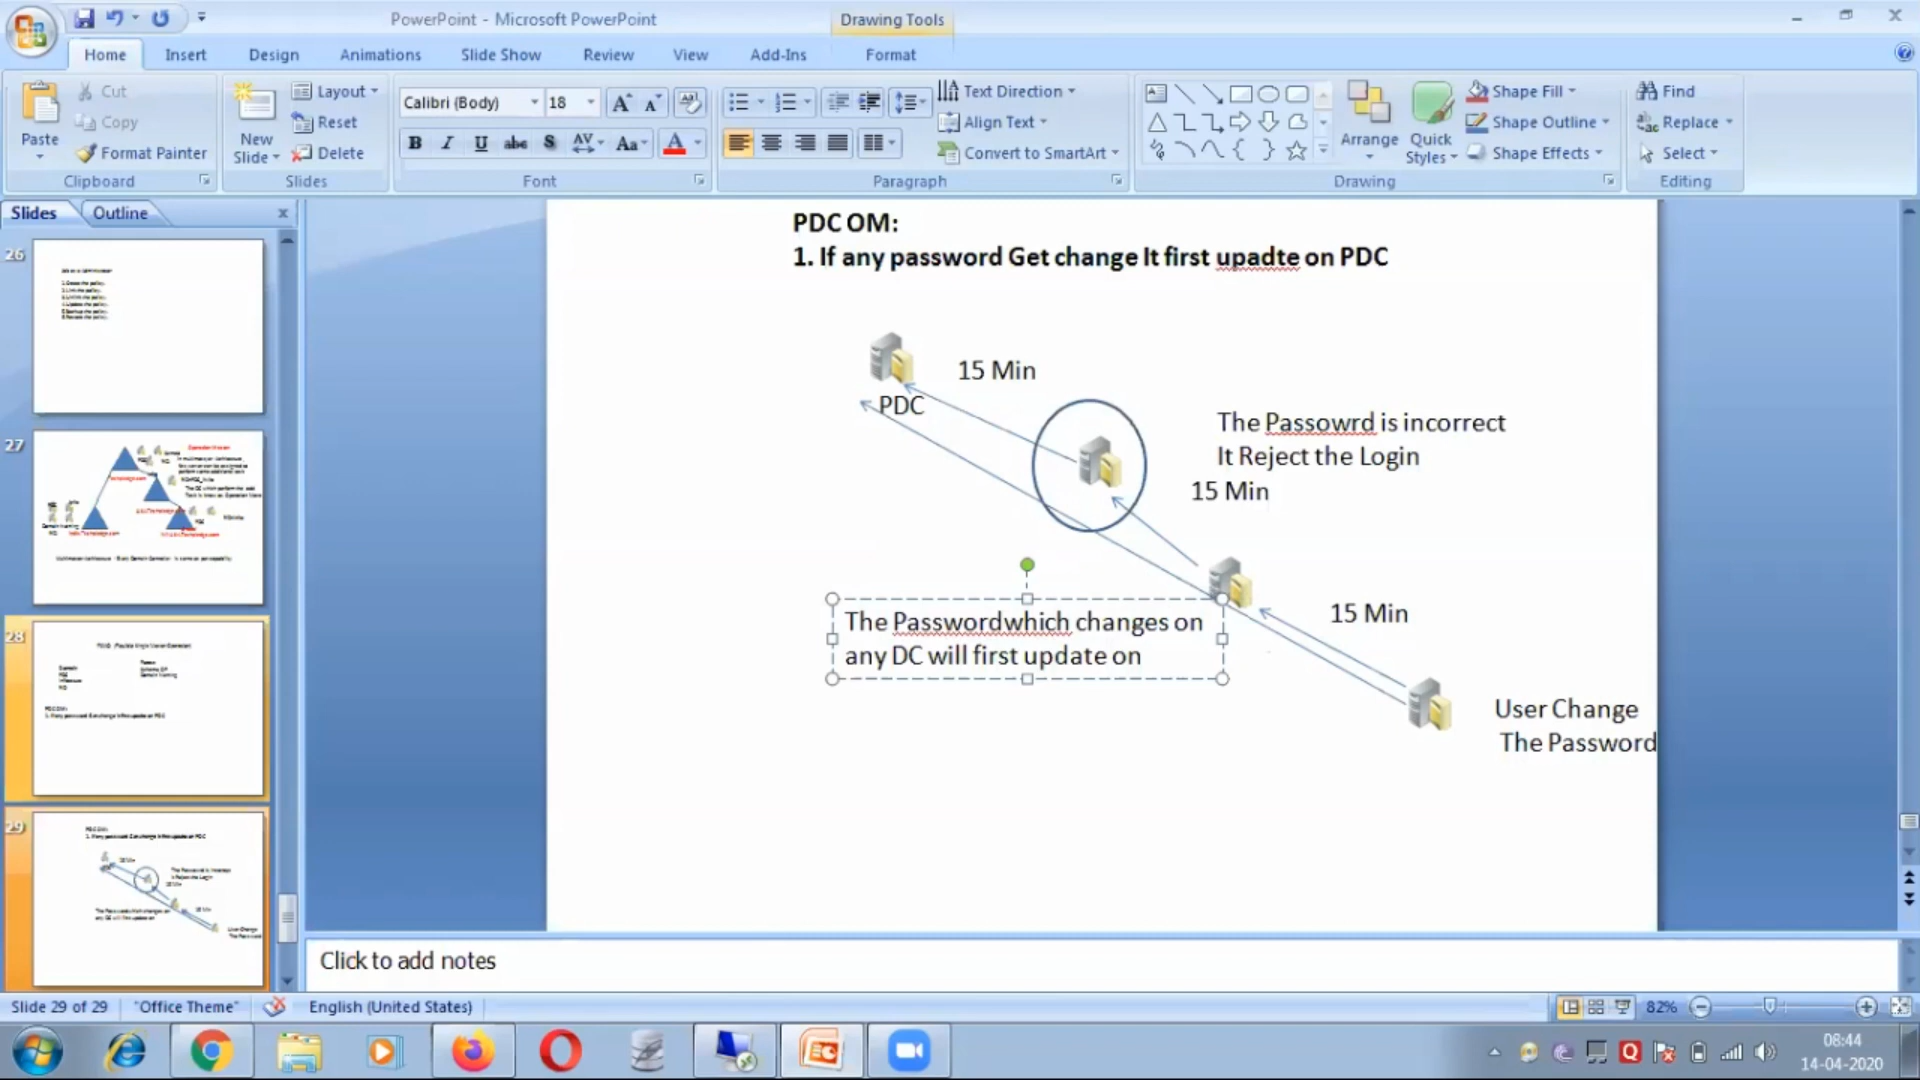 PowerPoint - Microsoft PowerPoint
Drawing Tools
Home
Insert
Design
Animations
Slide Show
Review
View
Add-Ins
Format
Paste
Cut
Copy
Format Painter
Clipboard
New
Slide
Layout
Reset
Delete
Slides
Calibri (Body)
18
Font
Text Direction
Align Text
Convert to SmartArt
Paragraph
Arrange
Quick
Styles
Shape Fill
Shape Outline
Shape Effects
Drawing
Find
Replace
Select
Editing
Slides
Outline
26
27
28
29
PDC OM:
1. If any password Get change It first upadte on PDC
15 Min
PDC
The Passowrd is incorrect
It Reject the Login
15 Min
The Passwordwhich changes on
any DC will first update on
15 Min
User Change
The Password
Click to add notes
Slide 29 of 29
"Office Theme"
English (United States)
82%
08:44
14-04-2020